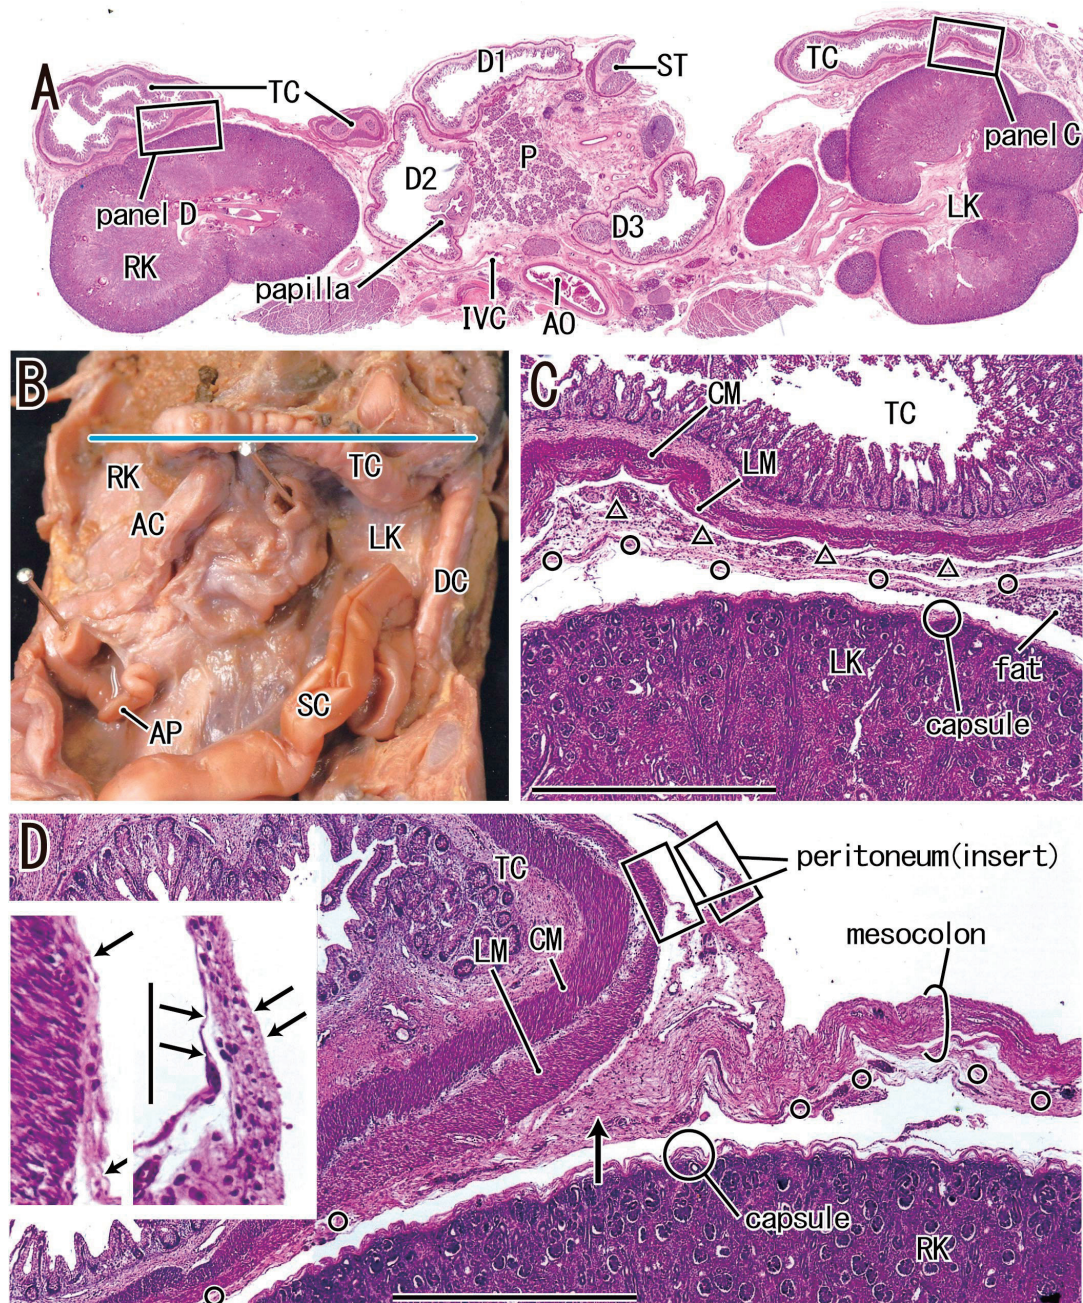 A
TC
D1
ST
TC
panel C
P
D2
panel D
RK
papilla
D3
LK
IVC
AO
B
RK
TC
AC
LK
DC
SC
AP
C
CM
TC
LM
LK
fat
capsule
D
TC
peritoneum(insert)
LM
CM
mesocolon
capsule
RK